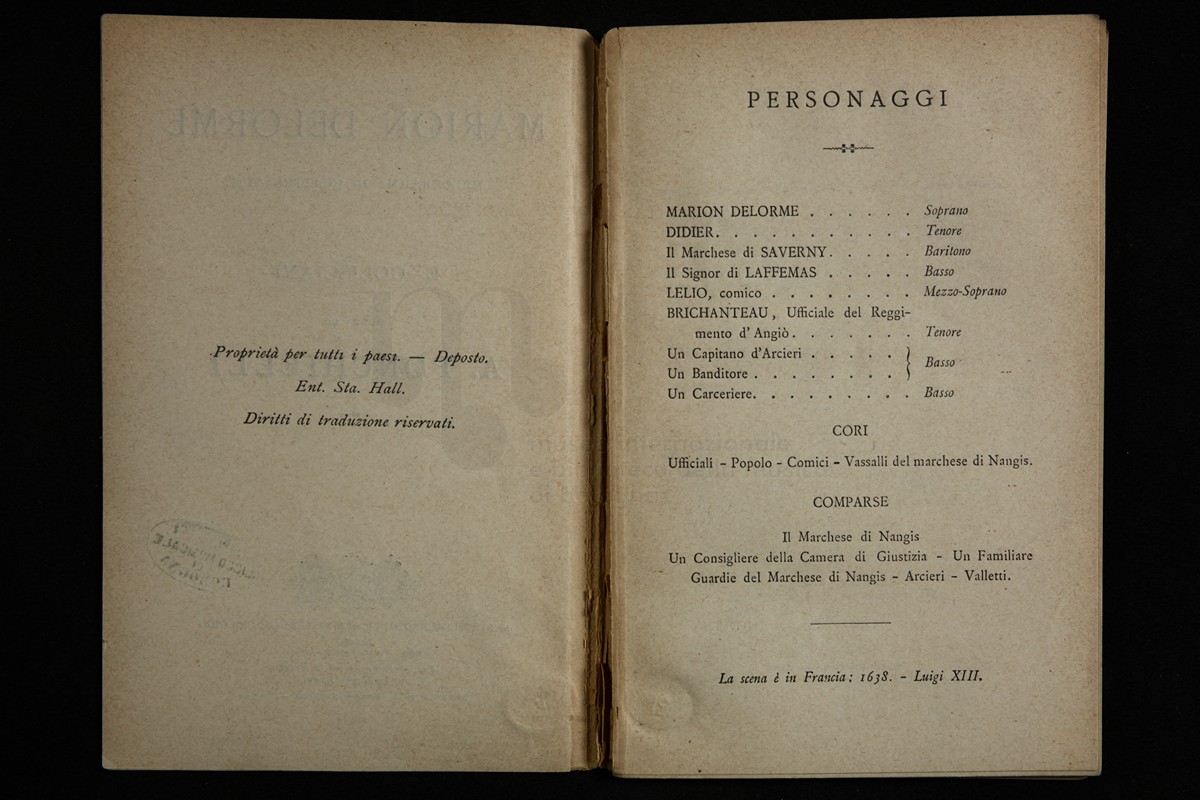 Proprietà per tutti i paesi. — Deposto.
Ent. Sta. Hall.
Diritti di traduzione riservati.
PERSONAGGI
MARION DELORME . . . . . . Soprano
DIDIER. . . . . . . . . . . Tenore
Il Marchese di SAVERNY. . . . . Baritono
Il Signor di LAFFEMAS . . . . . Basso
LELIO, comico . . . . . . . . Mezzo-Soprano
BRICHANTEAU, Ufficiale del Reggi-
mento d'Angiò. . . . . . . Tenore
Un Capitano d'Arcieri . . . . . } Basso
Un Banditore . . . . . . . .
Un Carceriere. . . . . . . . . Basso
CORI
Ufficiali - Popolo - Comici - Vassalli del marchese di Nangis.
COMPARSE
Il Marchese di Nangis
Un Consigliere della Camera di Giustizia - Un Familiare
Guardie del Marchese di Nangis - Arcieri - Valletti.
La scena è in Francia: 1638. - Luigi XIII.